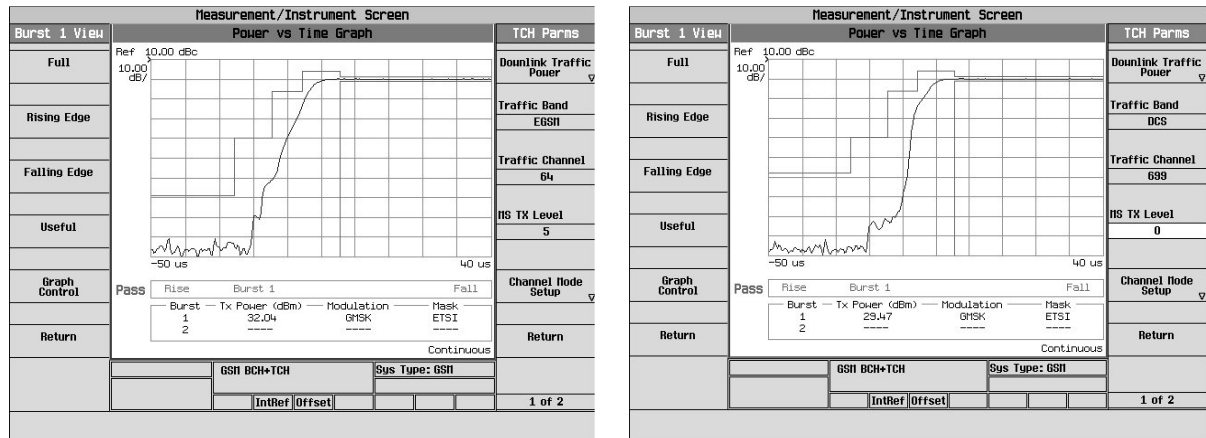 Measurement/Instrument Screen
Burst 1 View
Power vs Time Graph
TCH Parms
Full
Rising Edge
Falling Edge
Useful
Graph
Control
Return
Ref 10.00 dBc
10.00
dB/
-50 us
40 us
Pass
Rise Burst 1 Fall
Burst Tx Power (dBm) Modulation Mask
1 32.04 GMSK ETSI
2 ---- ---- ----
Continuous
Downlink Traffic
Power
Traffic Band
EGSM
Traffic Channel
64
MS TX Level
5
Channel Mode
Setup
Return
GSM BCH+TCH
Sys Type: GSM
IntRef Offset
1 of 2
Measurement/Instrument Screen
Burst 1 View
Power vs Time Graph
TCH Parms
Full
Rising Edge
Falling Edge
Useful
Graph
Control
Return
Ref 10.00 dBc
10.00
dB/
-50 us
40 us
Pass
Rise Burst 1 Fall
Burst Tx Power (dBm) Modulation Mask
1 29.47 GMSK ETSI
2 ---- ---- ----
Continuous
Downlink Traffic
Power
Traffic Band
DCS
Traffic Channel
699
MS TX Level
0
Channel Mode
Setup
Return
GSM BCH+TCH
Sys Type: GSM
IntRef Offset
1 of 2